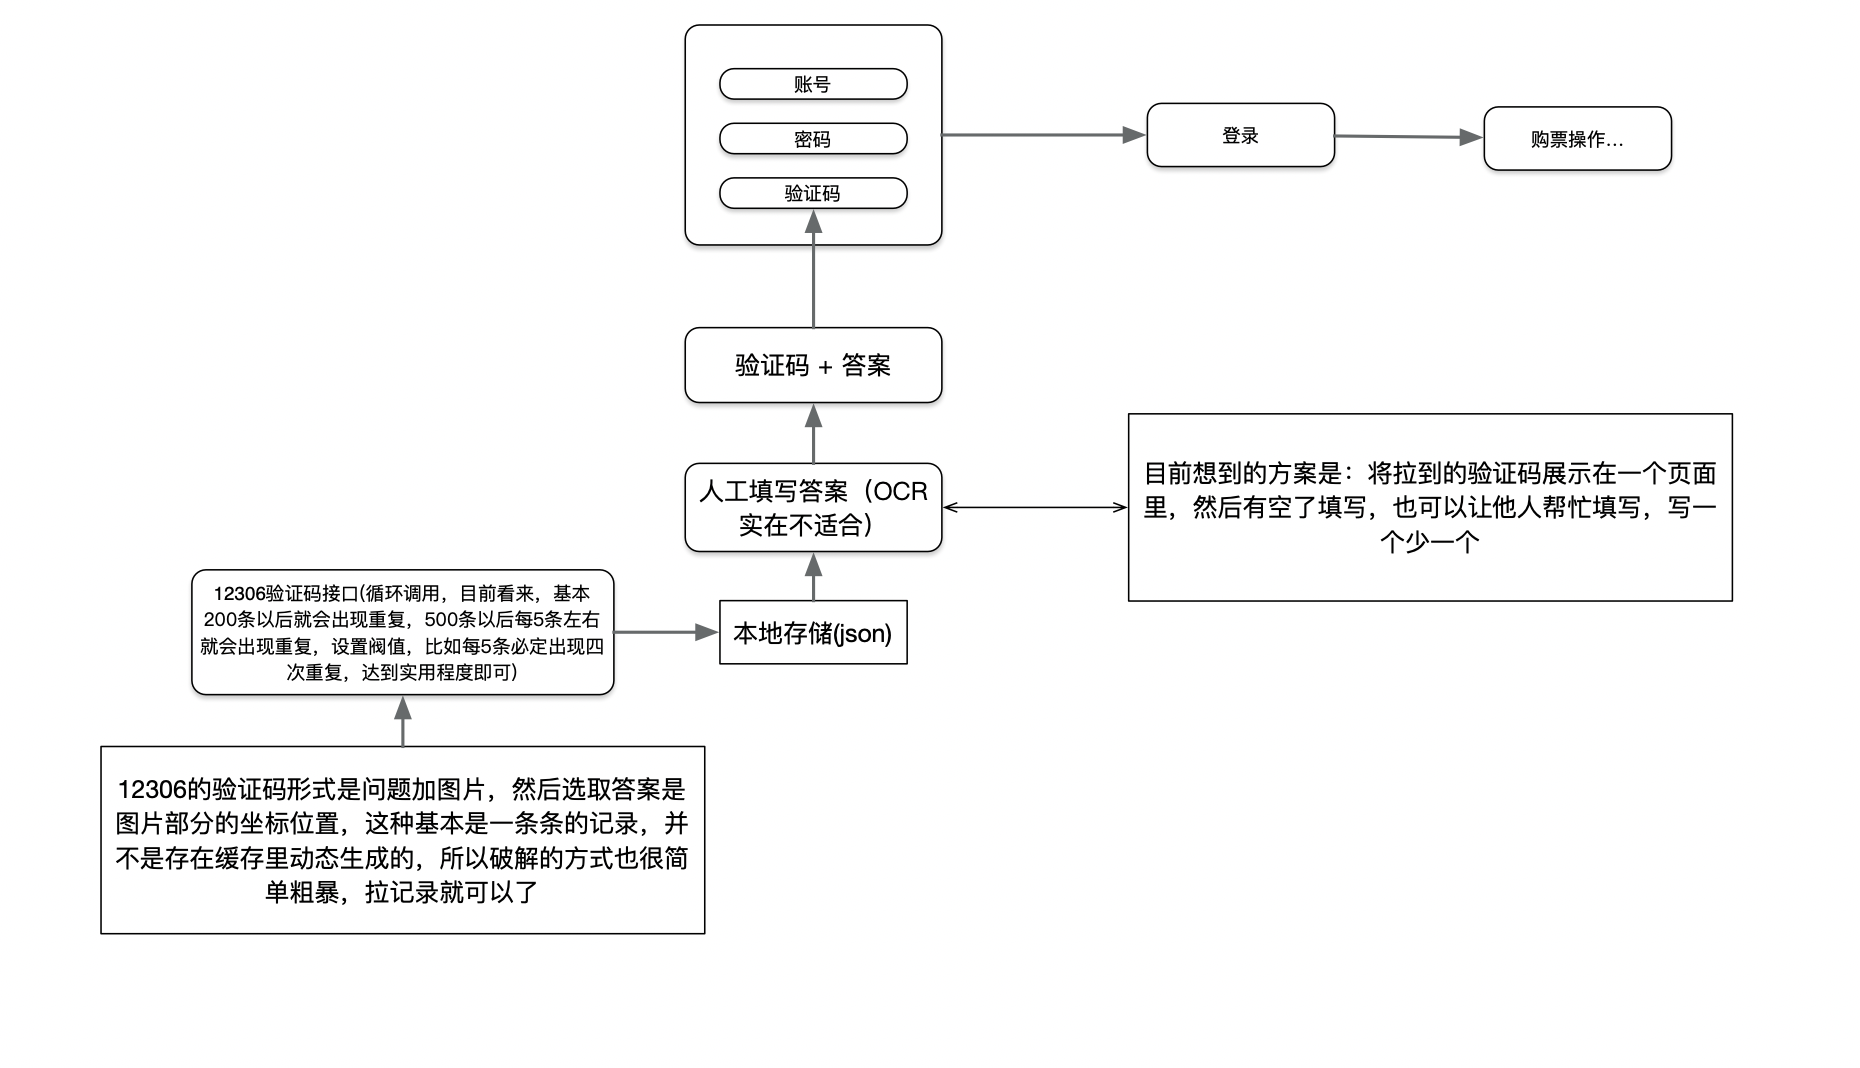 账号
密码
验证码
登录
购票操作...
验证码 + 答案
人工填写答案（OCR
实在不适合）
目前想到的方案是：将拉到的验证码展示在一个页面
里，然后有空了填写，也可以让他人帮忙填写，写一
个少一个
12306验证码接口(循环调用，目前看来，基本
200条以后就会出现重复，500条以后每5条左右
就会出现重复，设置阀值，比如每5条必定出现四
次重复，达到实用程度即可)
本地存储(json)
12306的验证码形式是问题加图片，然后选取答案是
图片部分的坐标位置，这种基本是一条条的记录，并
不是存在缓存里动态生成的，所以破解的方式也很简
单粗暴，拉记录就可以了